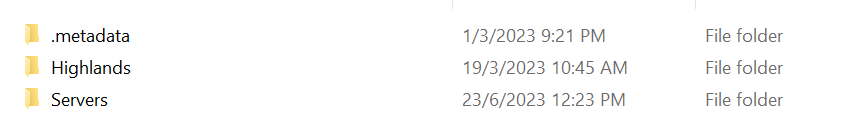 .metadata 1/3/2023 9:21 PM File folder
Highlands 19/3/2023 10:45 AM File folder
Servers 23/6/2023 12:23 PM File folder